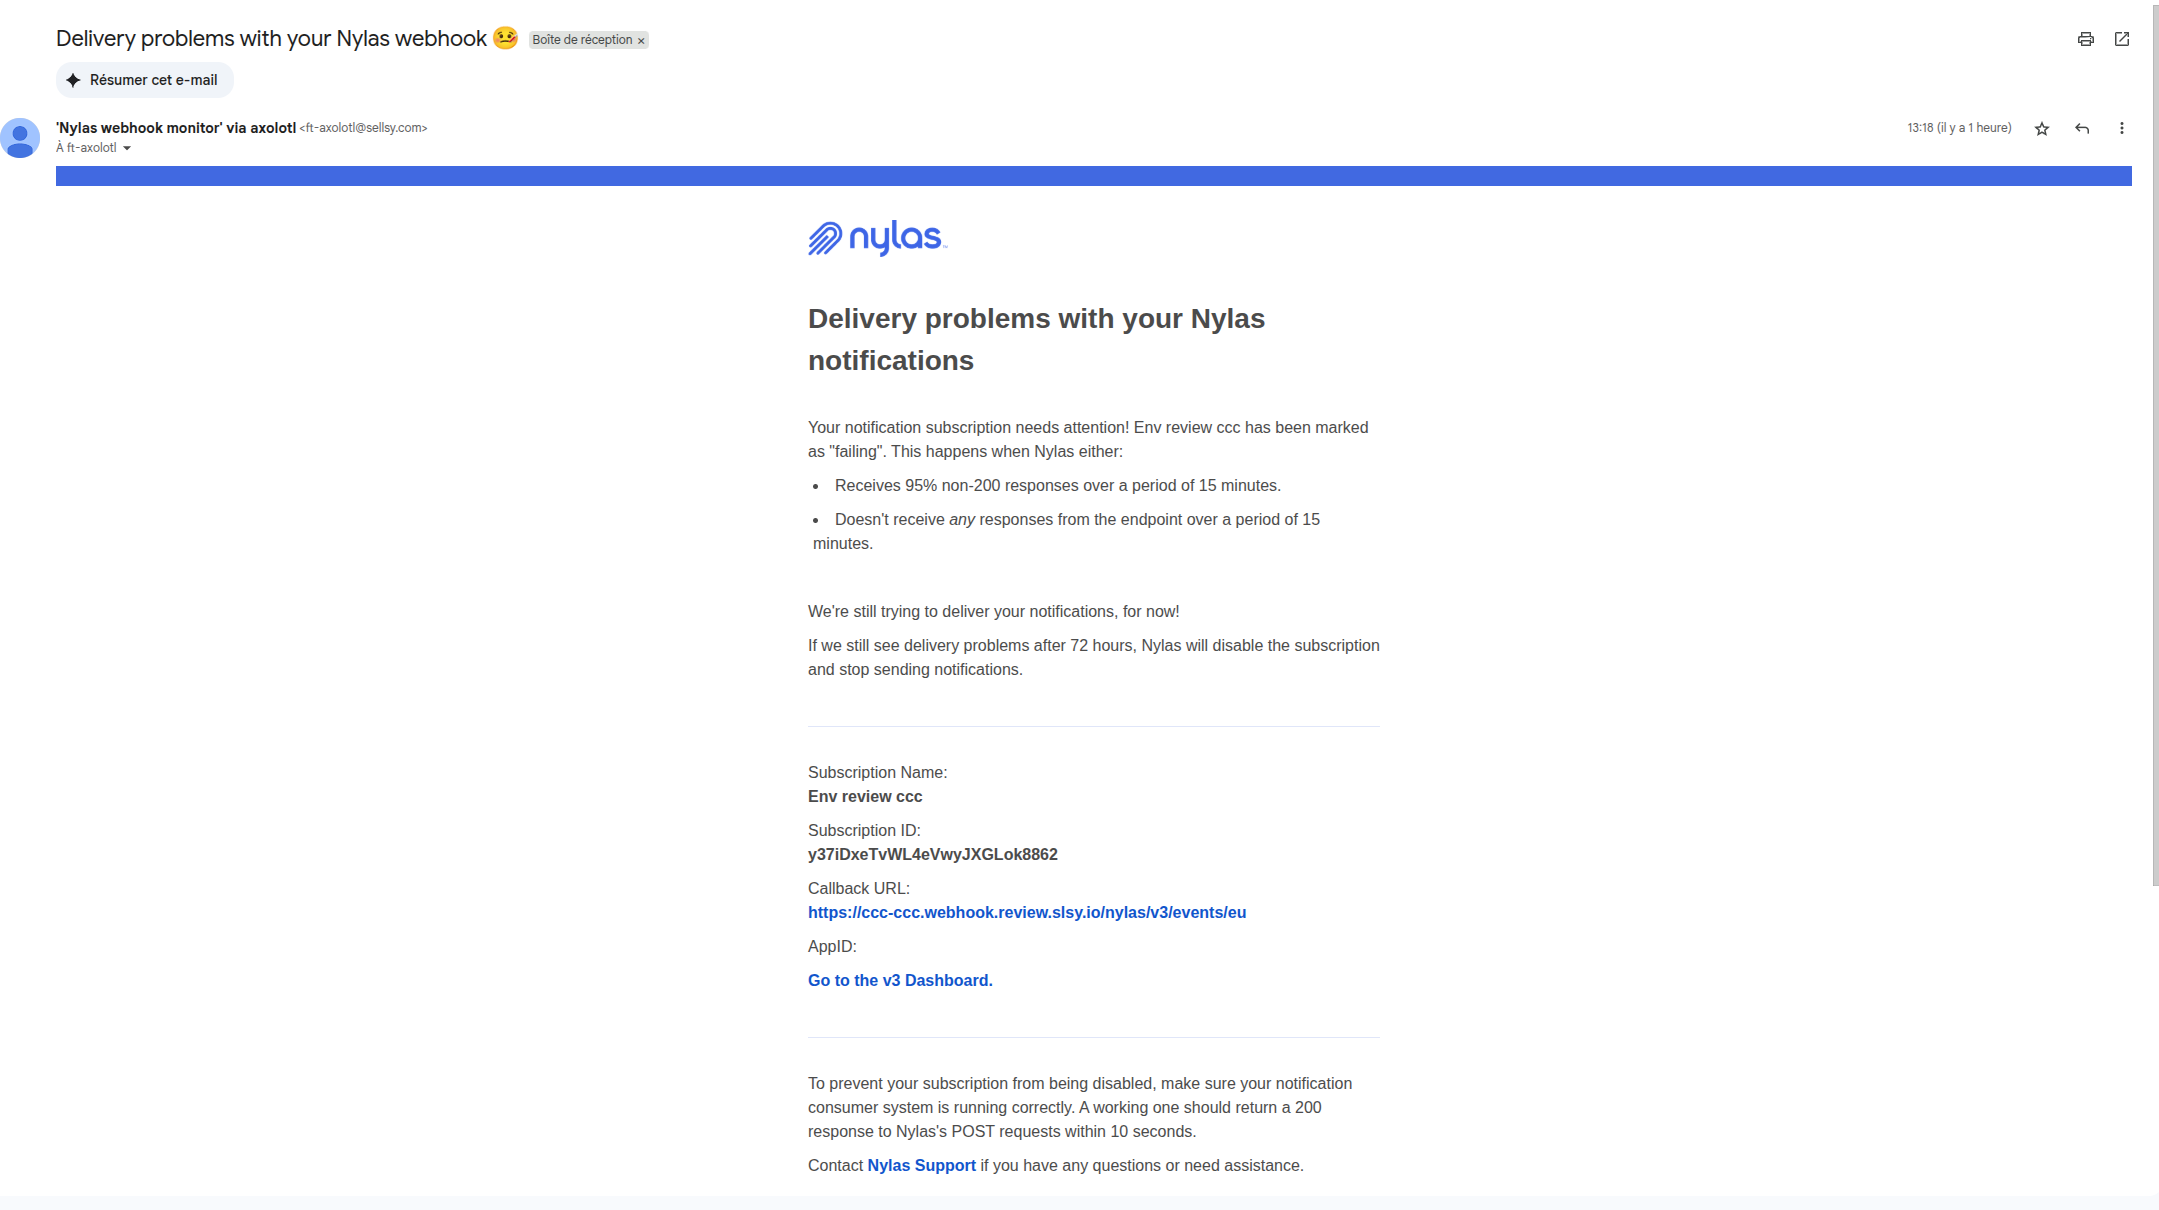 Delivery problems with your Nylas webhook 🤒 Boîte de réception ×
Résumer cet e-mail
'Nylas webhook monitor' via axolotl <ft-axolotl@sellsy.com>
13:18 (il y a 1 heure)
À ft-axolotl
nylas
Delivery problems with your Nylas
notifications
Your notification subscription needs attention! Env review ccc has been marked
as "failing". This happens when Nylas either:
• Receives 95% non-200 responses over a period of 15 minutes.
• Doesn't receive any responses from the endpoint over a period of 15
minutes.
We're still trying to deliver your notifications, for now!
If we still see delivery problems after 72 hours, Nylas will disable the subscription
and stop sending notifications.
Subscription Name:
Env review ccc
Subscription ID:
y37iDxeTvWL4eVwyJXGLok8862
Callback URL:
https://ccc-ccc.webhook.review.slsy.io/nylas/v3/events/eu
AppID:
Go to the v3 Dashboard.
To prevent your subscription from being disabled, make sure your notification
consumer system is running correctly. A working one should return a 200
response to Nylas's POST requests within 10 seconds.
Contact Nylas Support if you have any questions or need assistance.